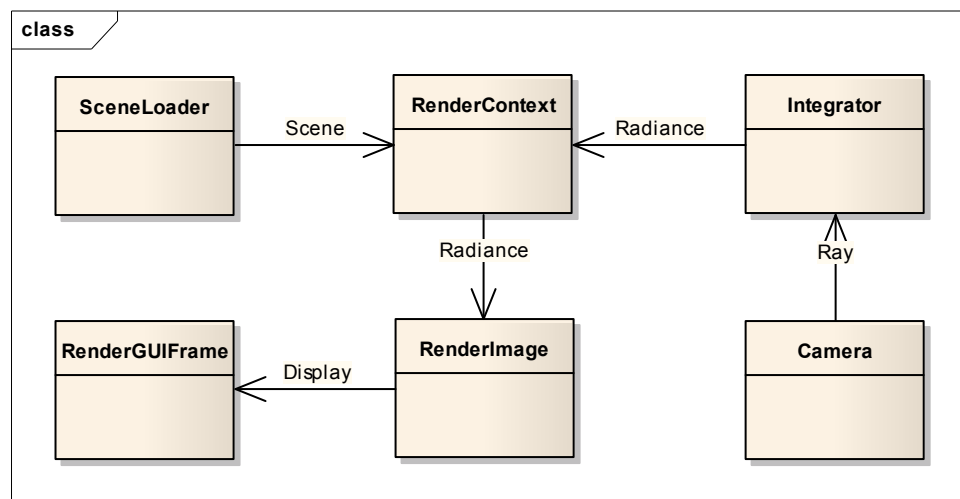 class
SceneLoader
Scene
RenderContext
Radiance
Integrator
Radiance
Ray
RenderGUIFrame
Display
RenderImage
Camera